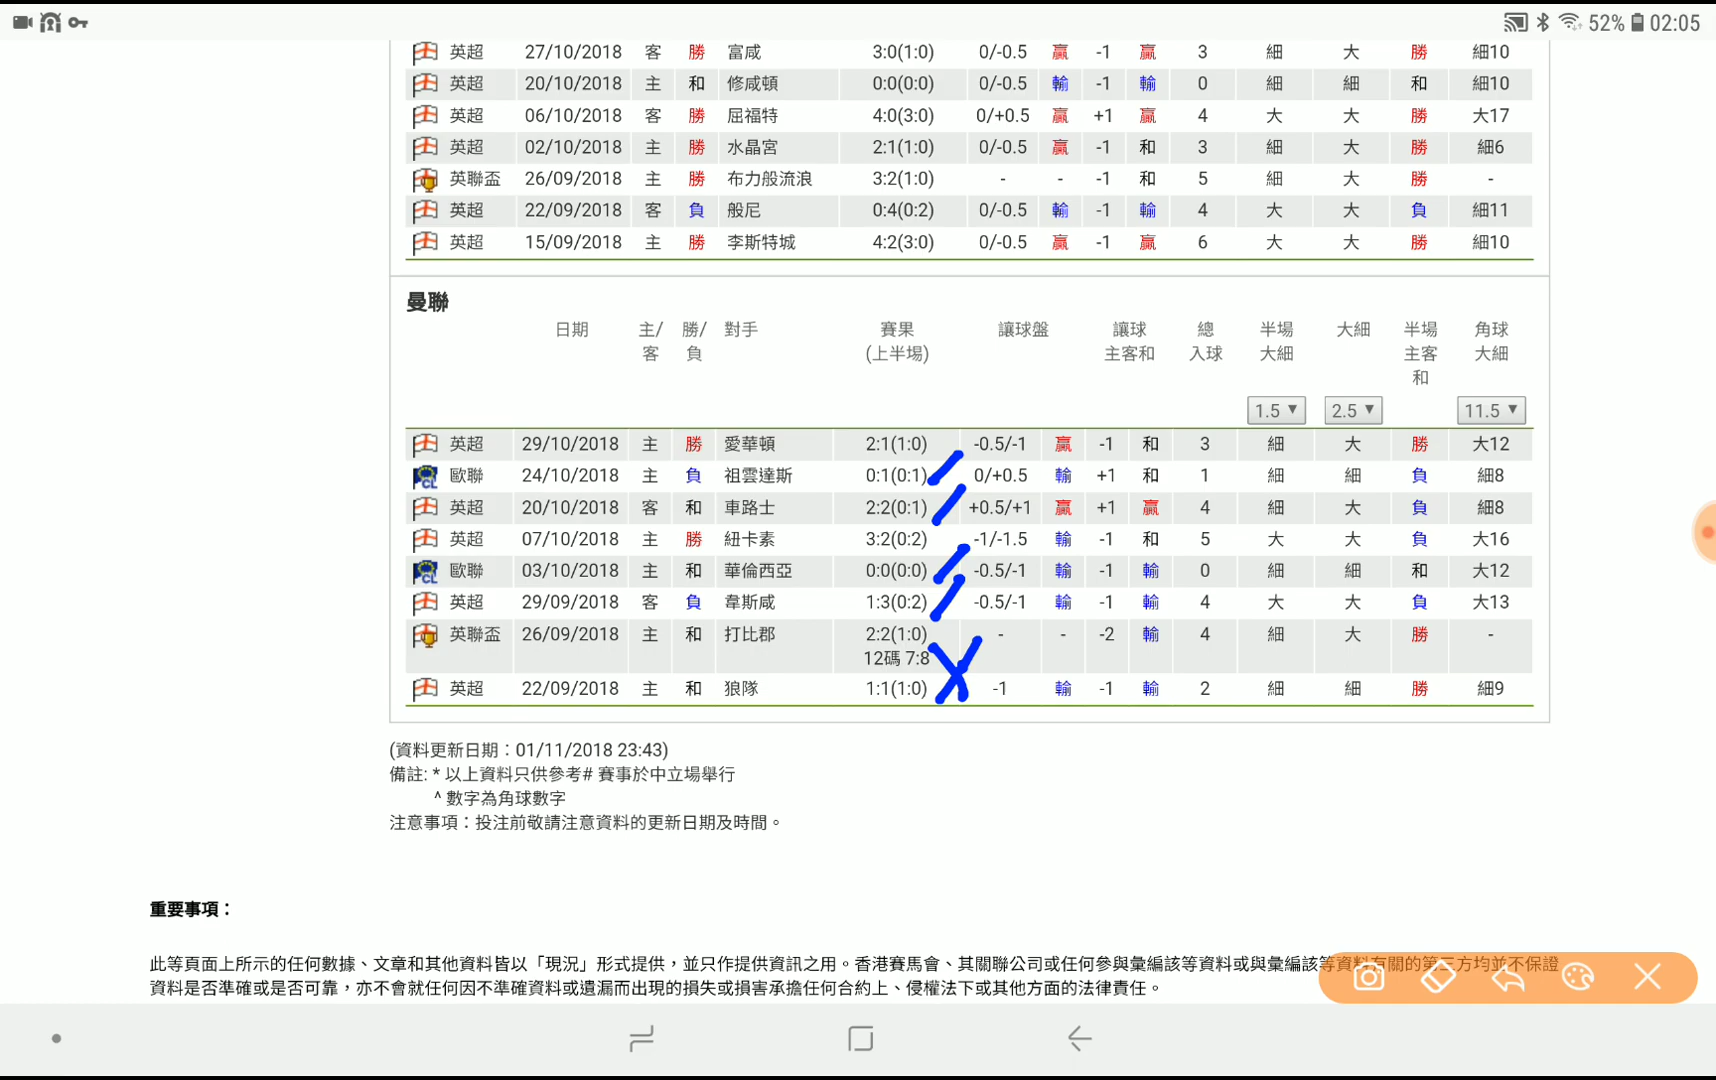 52% 02:05
英超 27/10/2018 客 勝 富咸 3:0(1:0) 0/-0.5 贏 -1 贏 3 細 大 勝 細10
英超 20/10/2018 主 和 修咸頓 0:0(0:0) 0/-0.5 輸 -1 輸 0 細 細 和 細10
英超 06/10/2018 客 勝 屈福特 4:0(3:0) 0/+0.5 贏 +1 贏 4 大 大 勝 大17
英超 02/10/2018 主 勝 水晶宮 2:1(1:0) 0/-0.5 贏 -1 和 3 細 大 勝 細6
英聯盃 26/09/2018 主 勝 布力般流浪 3:2(1:0) - - -1 和 5 細 大 勝 -
英超 22/09/2018 客 負 般尼 0:4(0:2) 0/-0.5 輸 -1 輸 4 大 大 負 細11
英超 15/09/2018 主 勝 李斯特城 4:2(3:0) 0/-0.5 贏 -1 贏 6 大 大 勝 細10
曼聯
日期 主/ 勝/ 對手 賽果 讓球盤 讓球 總 半場 大細 半場 角球
客 負 (上半場) 主客和 入球 大細 主客 大細
和
1.5 ▼ 2.5 ▼ 11.5 ▼
英超 29/10/2018 主 勝 愛華頓 2:1(1:0) -0.5/-1 贏 -1 和 3 細 大 勝 大12
CL 歐聯 24/10/2018 主 負 祖雲達斯 0:1(0:1) 0/+0.5 輸 +1 和 1 細 細 負 細8
英超 20/10/2018 客 和 車路士 2:2(0:1) +0.5/+1 贏 +1 贏 4 細 大 負 細8
英超 07/10/2018 主 勝 紐卡素 3:2(0:2) -1/-1.5 輸 -1 和 5 大 大 負 大16
CL 歐聯 03/10/2018 主 和 華倫西亞 0:0(0:0) -0.5/-1 輸 -1 輸 0 細 細 和 大12
英超 29/09/2018 客 負 韋斯咸 1:3(0:2) -0.5/-1 輸 -1 輸 4 大 大 負 大13
英聯盃 26/09/2018 主 和 打比郡 2:2(1:0) - - -2 輸 4 細 大 勝 -
12碼 7:8
英超 22/09/2018 主 和 狼隊 1:1(1:0) -1 輸 -1 輸 2 細 細 勝 細9
(資料更新日期：01/11/2018 23:43)
備註: * 以上資料只供參考# 賽事於中立場舉行
^ 數字為角球數字
注意事項：投注前敬請注意資料的更新日期及時間。
重要事項：
此等頁面上所示的任何數據、文章和其他資料皆以「現況」形式提供，並只作提供資訊之用。香港賽馬會、其關聯公司或任何參與彙編該等資料或與彙編該等資料有關的第三方均並不保證
資料是否準確或是否可靠，亦不會就任何因不準確資料或遺漏而出現的損失或損害承擔任何合約上、侵權法下或其他方面的法律責任。